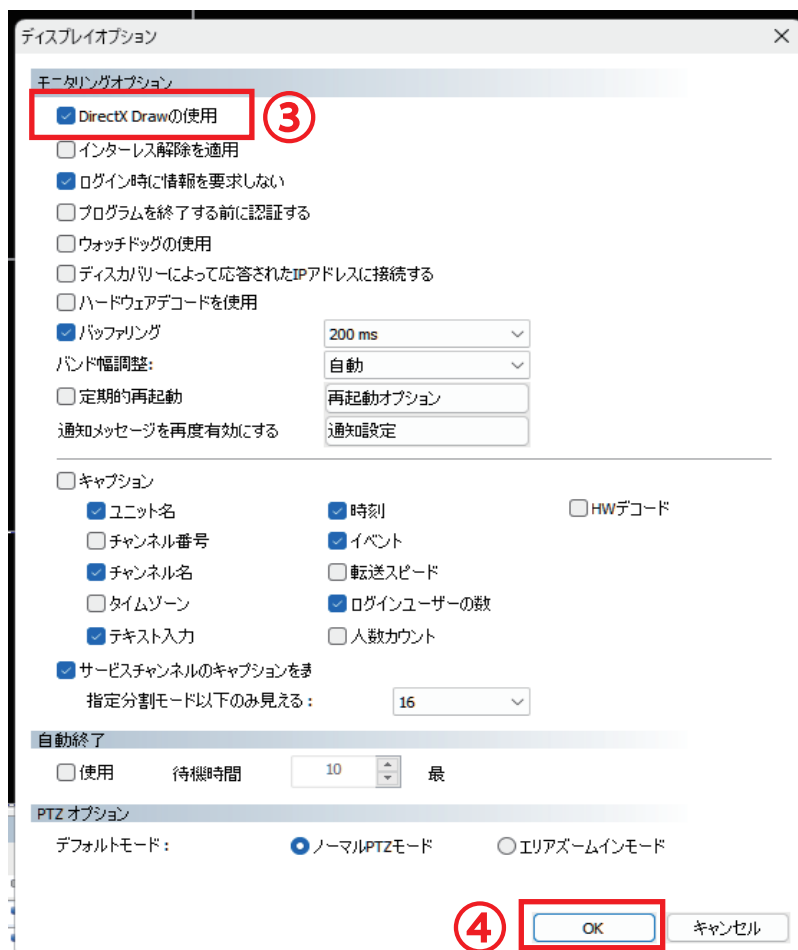 ディスプレイオプション
モニタリングオプション
DirectX Drawの使用
③
インターレス解除を適用
ログイン時に情報を要求しない
プログラムを終了する前に認証する
ウォッチドッグの使用
ディスカバリーによって応答されたIPアドレスに接続する
ハードウェアデコードを使用
バッファリング 200 ms
バンド幅調整: 自動
定期的再起動 再起動オプション
通知メッセージを再度有効にする 通知設定
キャプション
ユニット名 時刻 HWデコード
チャンネル番号 イベント
チャンネル名 転送スピード
タイムゾーン ログインユーザーの数
テキスト入力 人数カウント
サービスチャンネルのキャプションを
指定分割モード以下のみ見える: 16
自動終了
使用 待機時間 10 最
PTZ オプション
デフォルトモード: ノーマルPTZモード エリアズームインモード
④ OK キャンセル